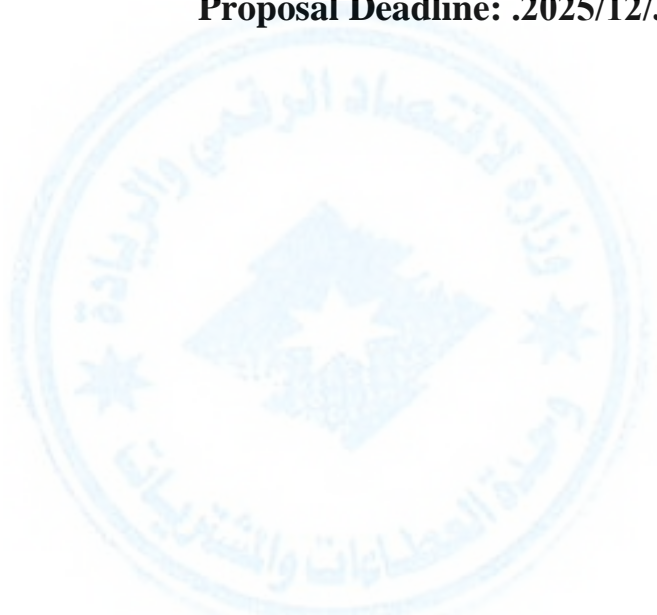 Proposal Deadline: .2025/12/
وزارة الاقتصاد الرقمي والريادة
وحدة العطاءات والمشتريات